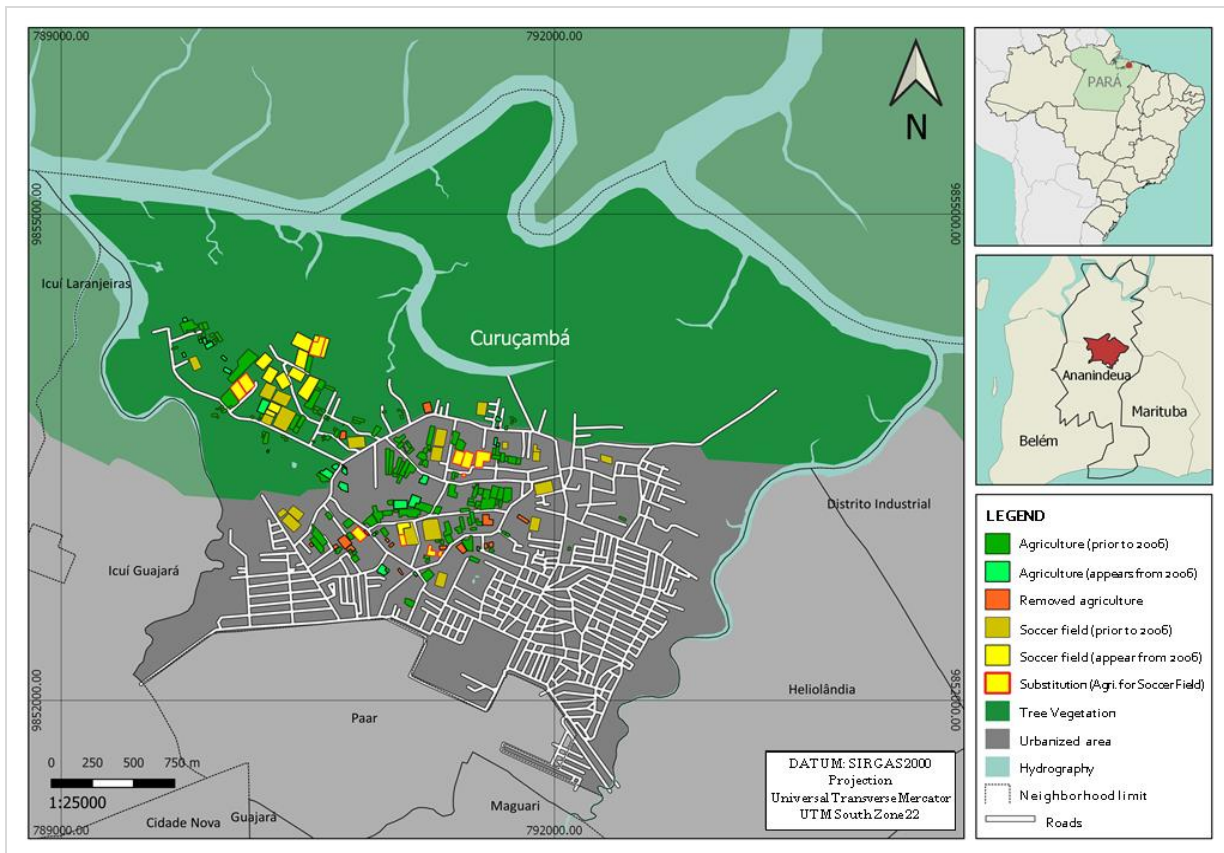 789000.00
792000.00
N
9855000.00
9855000.00
Icuí Laranjeiras
Curuçambá
Distrito Industrial
Icuí Guajará
9852000.00
9852000.00
Heliolândia
Paar
0 250 500 750 m
1:25000
Maguari
Guajará
Cidade Nova
789000.00
792000.00
DATUM: SIRGAS2000
Projection
Universal Transverse Mercator
UTM South Zone 22
PARÁ
Ananindeua
Marituba
Belém
LEGEND
Agriculture (prior to 2006)
Agriculture (appears from 2006)
Removed agriculture
Soccer field (prior to 2006)
Soccer field (appear from 2006)
Substitution (Agri. for Soccer Field)
Tree Vegetation
Urbanized area
Hydrography
Neighborhood limit
Roads